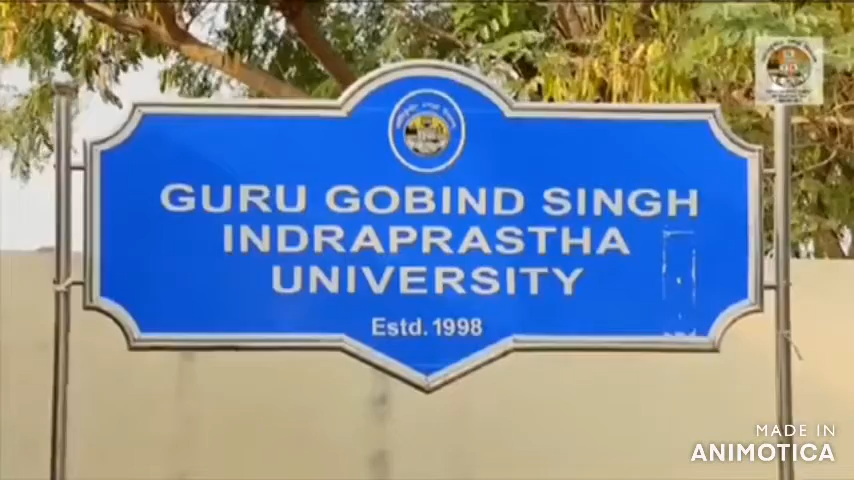 GURU GOBIND SINGH
INDRAPRASTHA
UNIVERSITY
Estd. 1998
MADE IN
ANIMOTICA